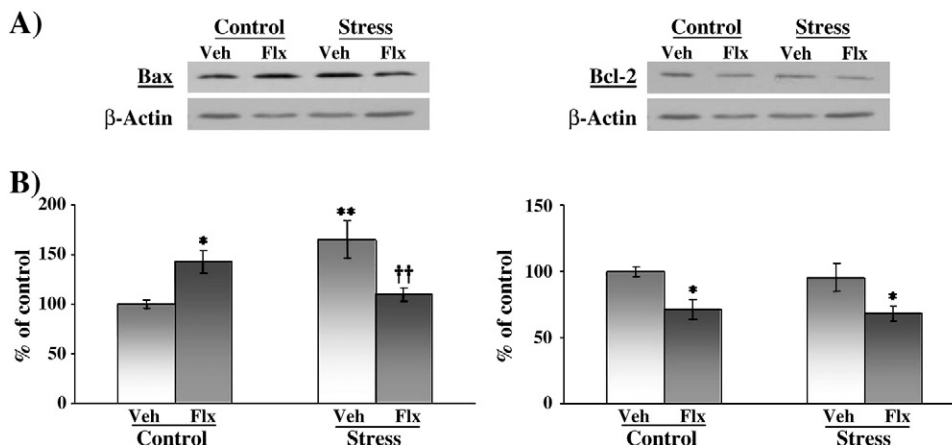 A)
Control Stress
Veh Flx Veh Flx
Bax
β-Actin
Control Stress
Veh Flx Veh Flx
Bcl-2
β-Actin
B)
% of control
200
150
100
50
0
* ** ††
Veh Flx Veh Flx
Control Stress
% of control
150
100
50
0
* *
Veh Flx Veh Flx
Control Stress